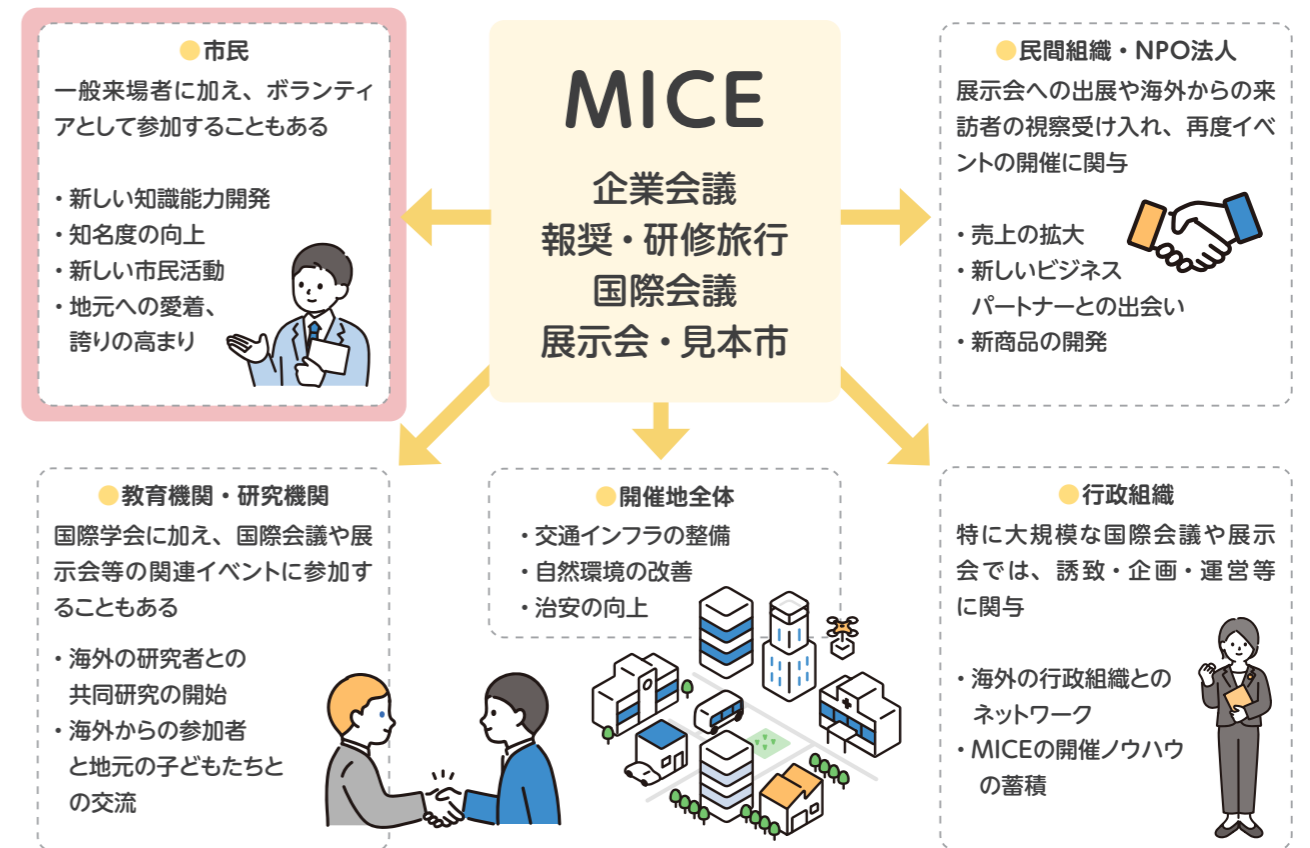 ●市民
一般来場者に加え、ボランティ
アとして参加することもある
・新しい知識能力開発
・知名度の向上
・新しい市民活動
・地元への愛着、
誇りの高まり
MICE
企業会議
報奨・研修旅行
国際会議
展示会・見本市
●民間組織・NPO法人
展示会への出展や海外からの来
訪者の視察受け入れ、再度イベ
ントの開催に関与
・売上の拡大
・新しいビジネス
パートナーとの出会い
・新商品の開発
●教育機関・研究機関
国際学会に加え、国際会議や展
示会等の関連イベントに参加す
ることもある
・海外の研究者との
共同研究の開始
・海外からの参加者
と地元の子どもたちと
の交流
●開催地全体
・交通インフラの整備
・自然環境の改善
・治安の向上
●行政組織
特に大規模な国際会議や展示
会では、誘致・企画・運営等
に関与
・海外の行政組織との
ネットワーク
・MICEの開催ノウハウ
の蓄積